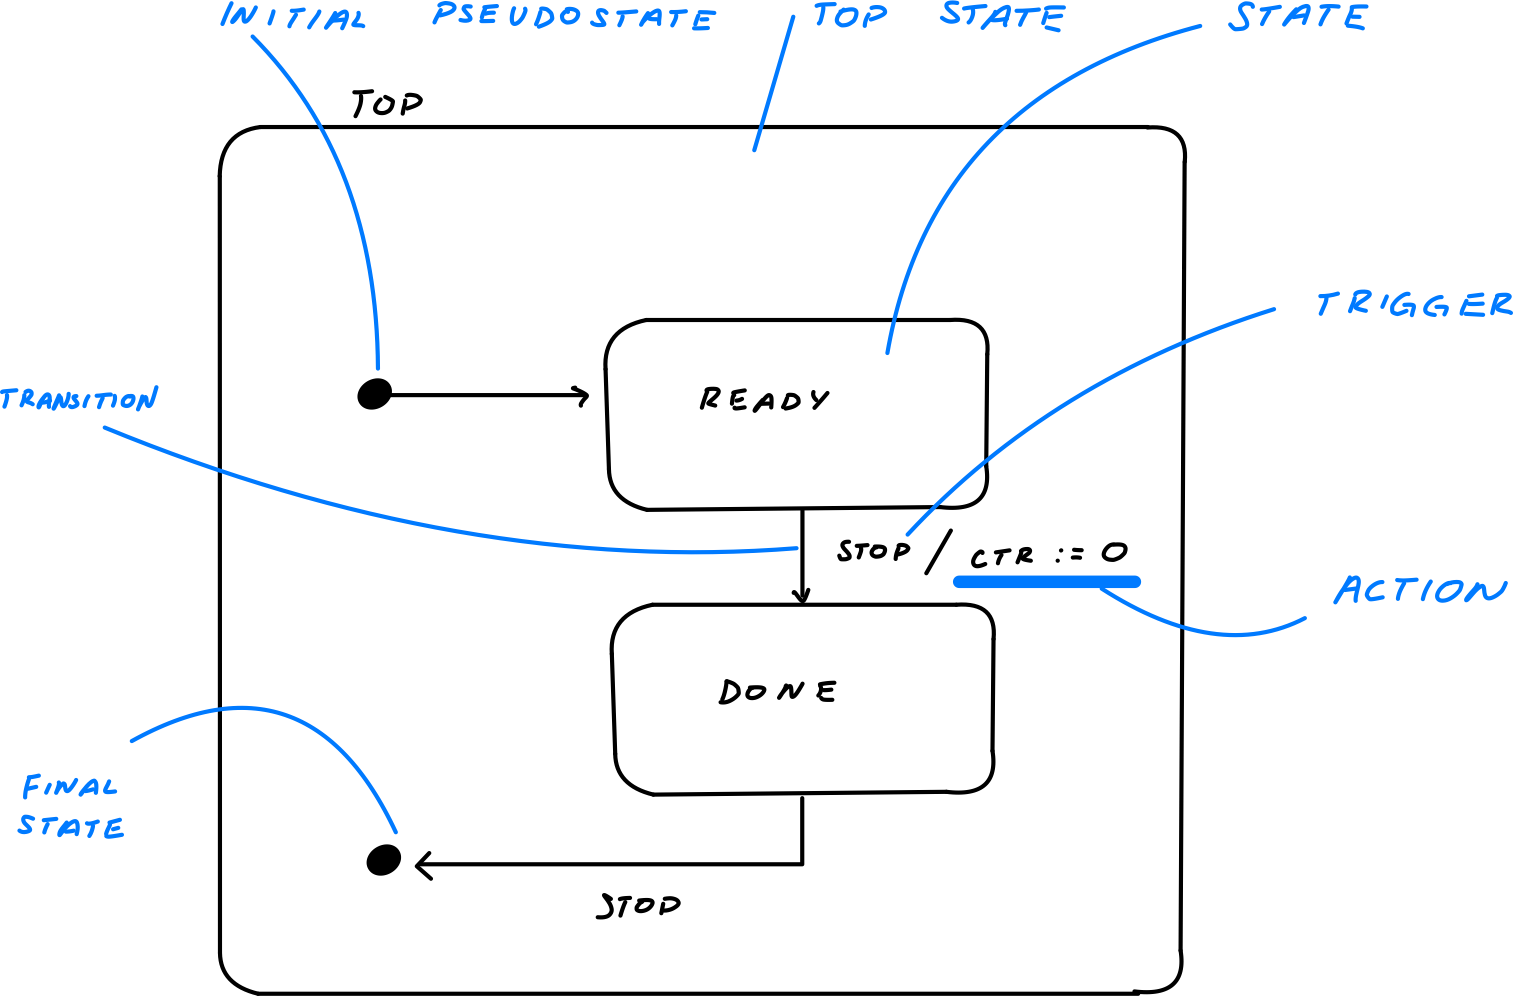 INITIAL PSEUDOSTATE TOP STATE STATE
TOP
TRIGGER
READY
TRANSITION
STOP / CTR := 0
ACTION
DONE
FINAL
STATE
STOP